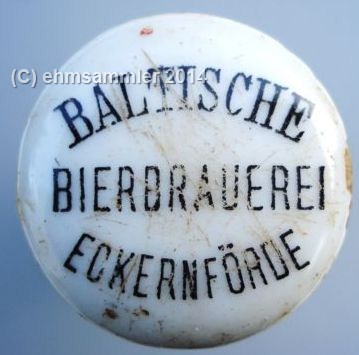 (C) ehmsammler 2014
BALTISCHE
BIERBRAUEREI
ECKERNFÖRDE